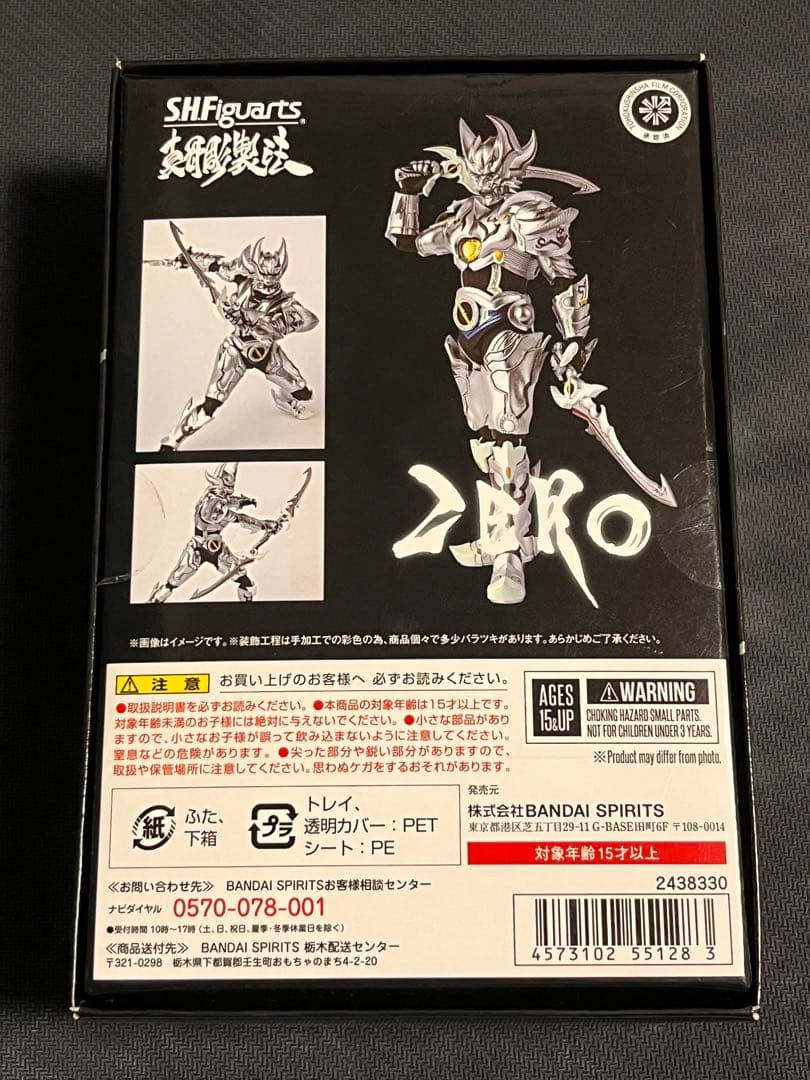 S.H.Figuarts
真骨彫製法
TOHOKUSHINSHA FILM CORPORATION
承認済
ZERO
※画像はイメージです。※装飾工程は手加工での彩色の為、商品個々で多少バラツキがあります。あらかじめご了承ください。
注意 お買い上げのお客様へ 必ずお読みください。
●取扱説明書を必ずお読みください。●本商品の対象年齢は15才以上です。
対象年齢未満のお子様には絶対に与えないでください。●小さな部品があり
ますので、小さなお子様が誤って飲み込まないように注意してください。
窒息などの危険があります。●尖った部分や鋭い部分がありますので、
取扱や保管場所に注意してください。思わぬケガをするおそれがあります。
AGES
15&UP
WARNING
CHOKING HAZARD SMALL PARTS.
NOT FOR CHILDREN UNDER 3 YEARS.
※Product may differ from photo.
紙
ふた、
下箱
プラ
トレイ、
透明カバー：PET
シート：PE
発売元
株式会社BANDAI SPIRITS
東京都港区芝五丁目29-11 G-BASE田町6F 〒108-0014
対象年齢15才以上
≪お問い合わせ先≫ BANDAI SPIRITSお客様相談センター
ナビダイヤル 0570-078-001
●受付時間 10時〜17時（土、日、祝日、夏季・冬季休業日を除く）
≪商品送付先≫ BANDAI SPIRITS 栃木配送センター
〒321-0298 栃木県下都賀郡壬生町おもちゃのまち4-2-20
2438330
4573102 55128 3